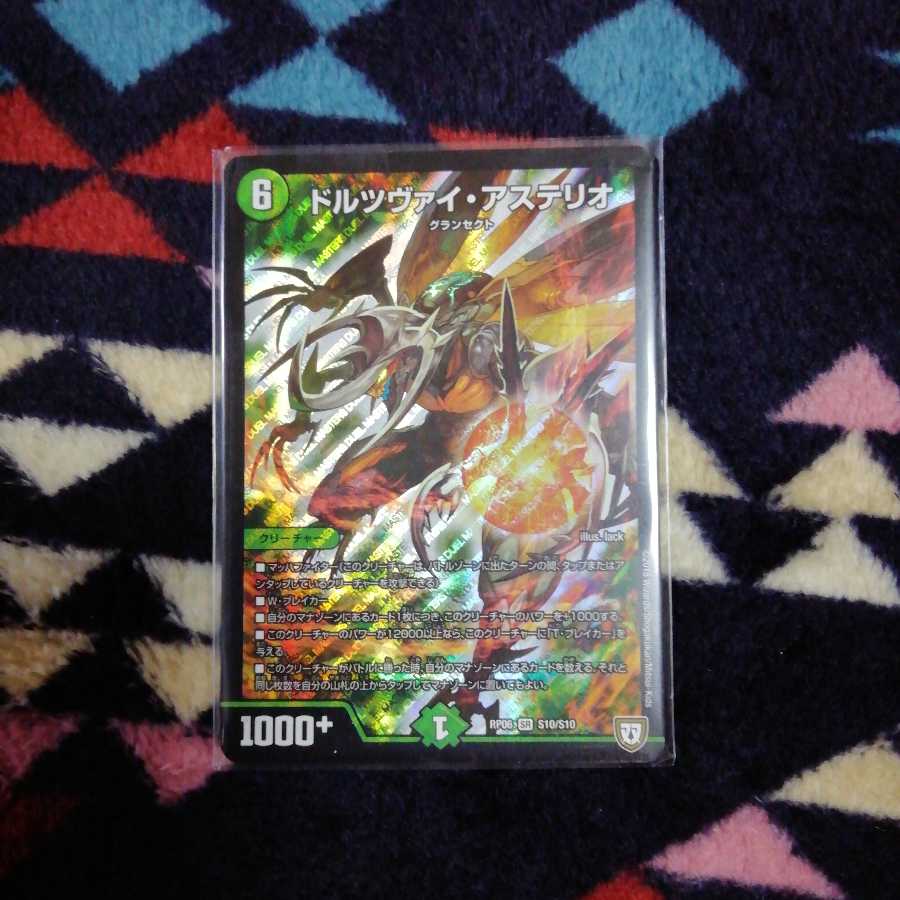 6
ドルツヴァイ・アステリオ
グランセクト
クリーチャー
illus. lack
■マッハファイター(このクリーチャーは、バトルゾーンに出たターンの間、タップまたはア
ンタップしているクリーチャーを攻撃できる)
■W・ブレイカー
■自分のマナゾーンにあるカード1枚につき、このクリーチャーのパワーを+1000する。
■このクリーチャーのパワーが12000以上なら、このクリーチャーに「T・ブレイカー」を
与える。
■このクリーチャーがバトルに勝った時、自分のマナゾーンにあるカードを数える。それと
同じ枚数を自分の山札の上からタップしてマナゾーンに置いてもよい。
1000+
1
RP06 SR S10/S10